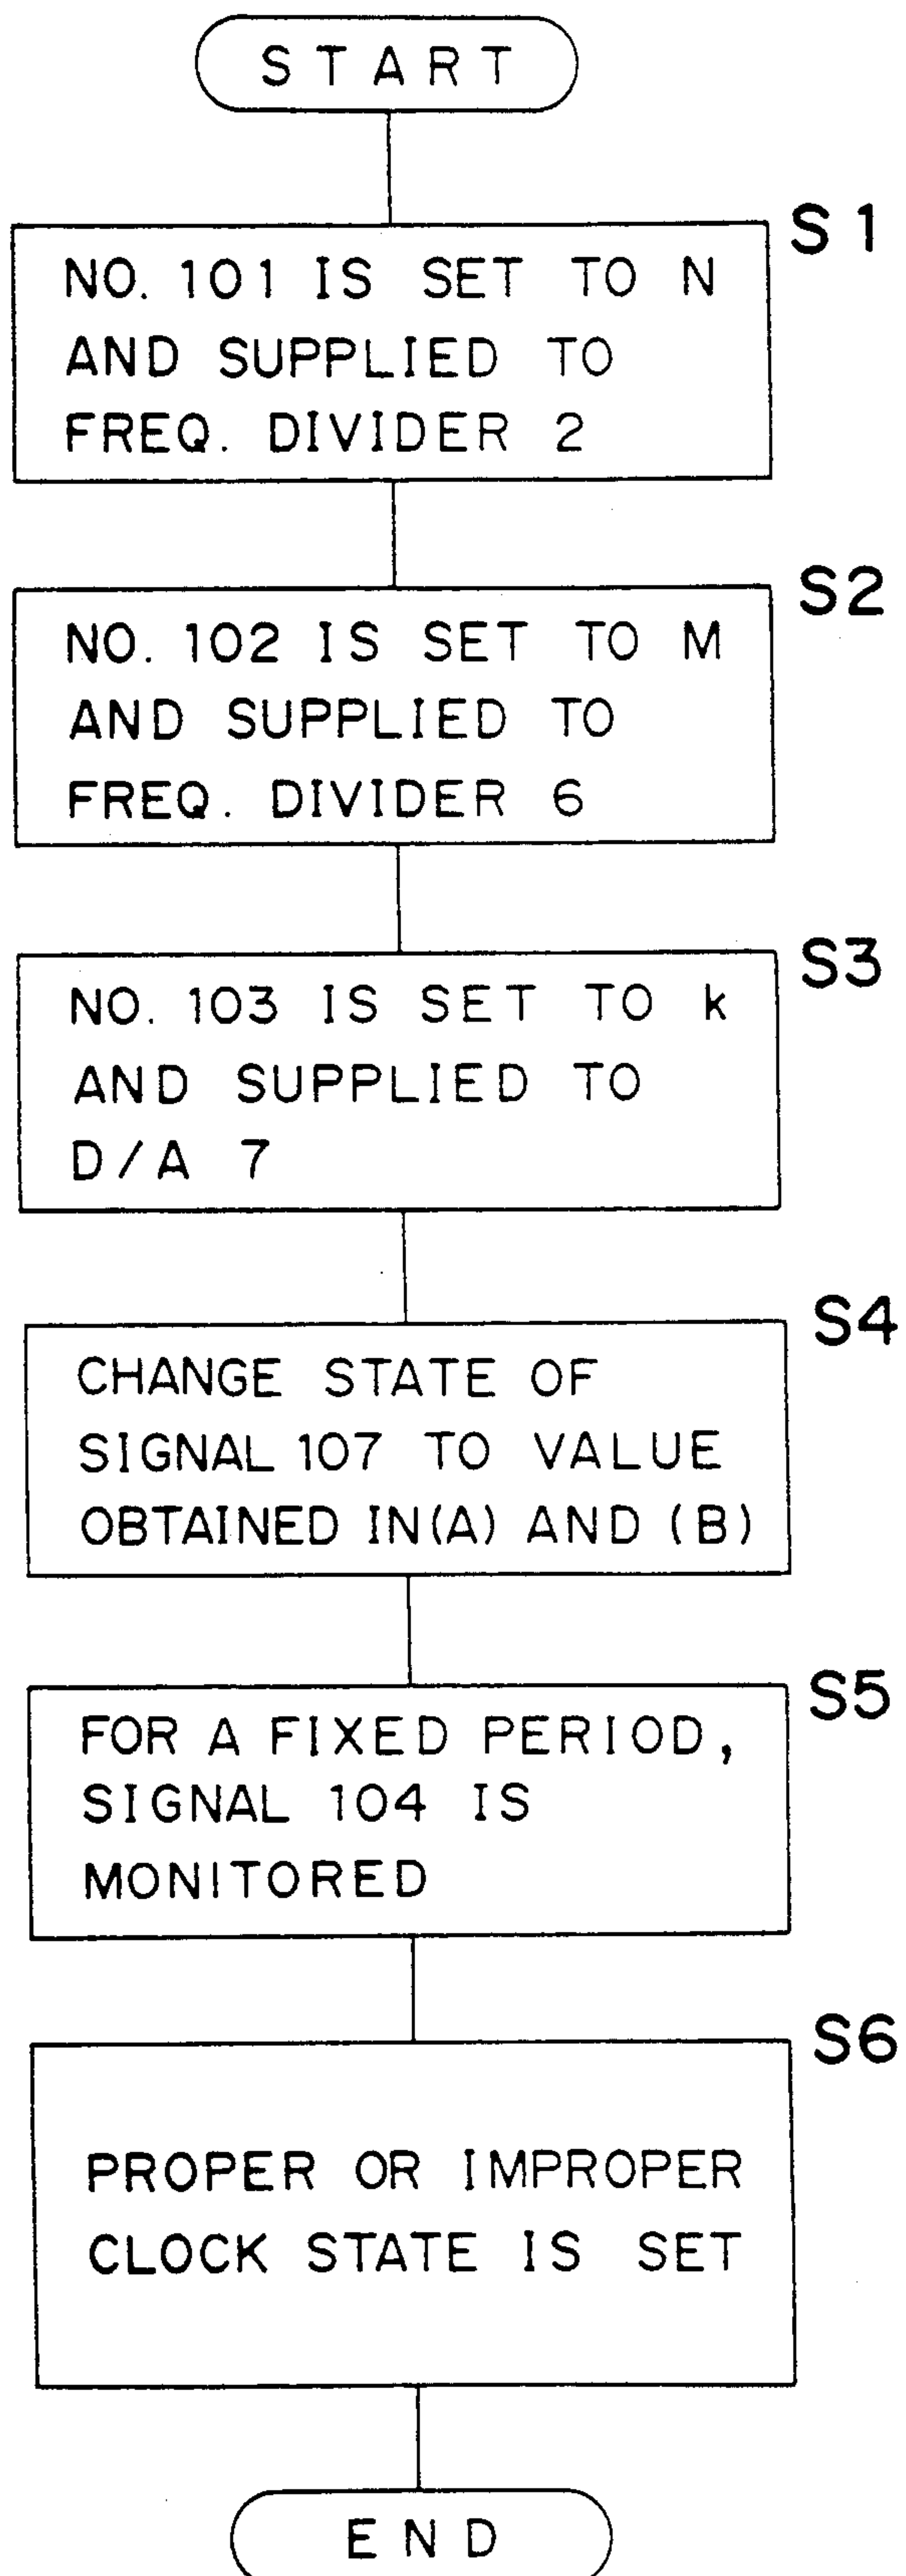 START
S1
NO. 101 IS SET TO N
AND SUPPLIED TO
FREQ. DIVIDER 2
S2
NO. 102 IS SET TO M
AND SUPPLIED TO
FREQ. DIVIDER 6
S3
NO. 103 IS SET TO k
AND SUPPLIED TO
D/A 7
S4
CHANGE STATE OF
SIGNAL 107 TO VALUE
OBTAINED IN(A) AND (B)
S5
FOR A FIXED PERIOD,
SIGNAL 104 IS
MONITORED
S6
PROPER OR IMPROPER
CLOCK STATE IS SET
END